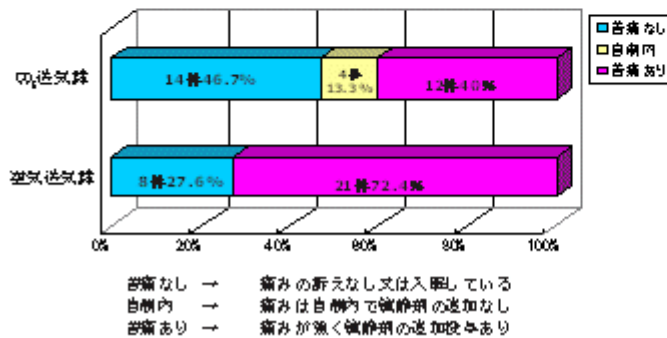 苦痛なし
自制内
苦痛あり
CO₂送気群
14件46.7%
4件
13.3%
12件40%
空気送気群
8件27.6%
21件72.4%
0%
20%
40%
60%
80%
100%
苦痛なし → 痛みの訴えなし又は入眠している
自制内 → 痛みは自制内で鎮静剤の追加なし
苦痛あり → 痛みが強く鎮静剤の追加投与あり